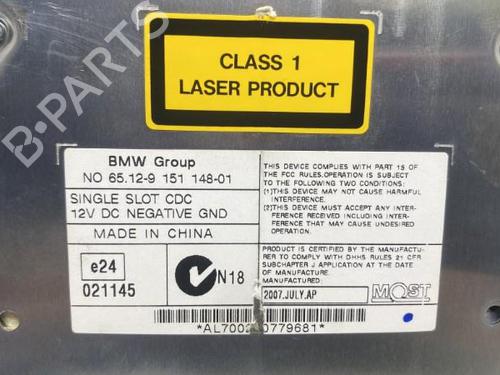 B-PARTS
CLASS 1
LASER PRODUCT
BMW Group
NO 65.12-9 151 148-01
SINGLE SLOT CDC
12V DC NEGATIVE GND
MADE IN CHINA
e24
021145
N18
THIS DEVICE COMPLIES WITH PART 15 OF
THE FCC RULES.OPERATION IS SUBJECT
TO THE FOLLOWING TWO CONDITIONS:
(1)THIS DEVICE MAY NOT CAUSE HARMFUL
INTERFERENCE.
(2)THIS DEVICE MUST ACCEPT ANY INTER-
FERENCE RECEIVED INCLUDING INTER-
FERENCE THAT MAY CAUSE UNDESIRED
OPERATION.
PRODUCT IS CERTIFIED BY THE MANUFACTU-
RER TO COMPLY WITH DHHS RULES 21 CFR
SUBCHAPTER J APPLICATION AT THE DATE
OF MANUFACTURE.
MANUFACTURED:
2007.JULY.AP
MOST